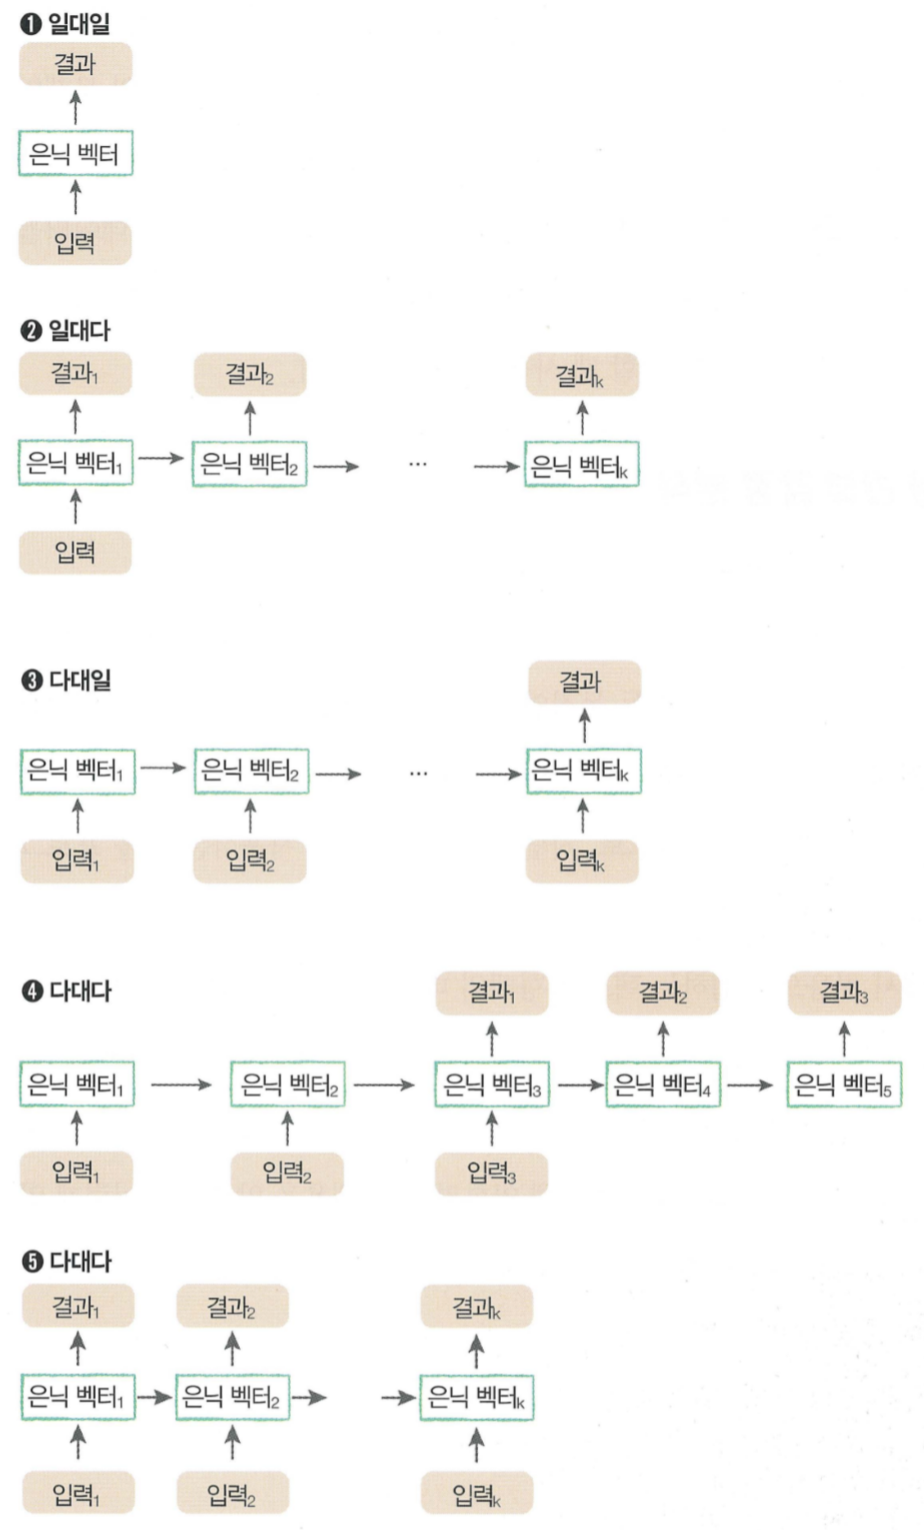 ❶ 일대일
결과
은닉 벡터
입력
❷ 일대다
결과₁ 결과₂ 결과ₖ
은닉 벡터₁ 은닉 벡터₂ ... 은닉 벡터ₖ
입력
❸ 다대일
결과
은닉 벡터₁ 은닉 벡터₂ ... 은닉 벡터ₖ
입력₁ 입력₂ 입력ₖ
❹ 다대다
결과₁ 결과₂ 결과₃
은닉 벡터₁ 은닉 벡터₂ 은닉 벡터₃ 은닉 벡터₄ 은닉 벡터₅
입력₁ 입력₂ 입력₃
❺ 다대다
결과₁ 결과₂ 결과ₖ
은닉 벡터₁ 은닉 벡터₂ 은닉 벡터ₖ
입력₁ 입력₂ 입력ₖ